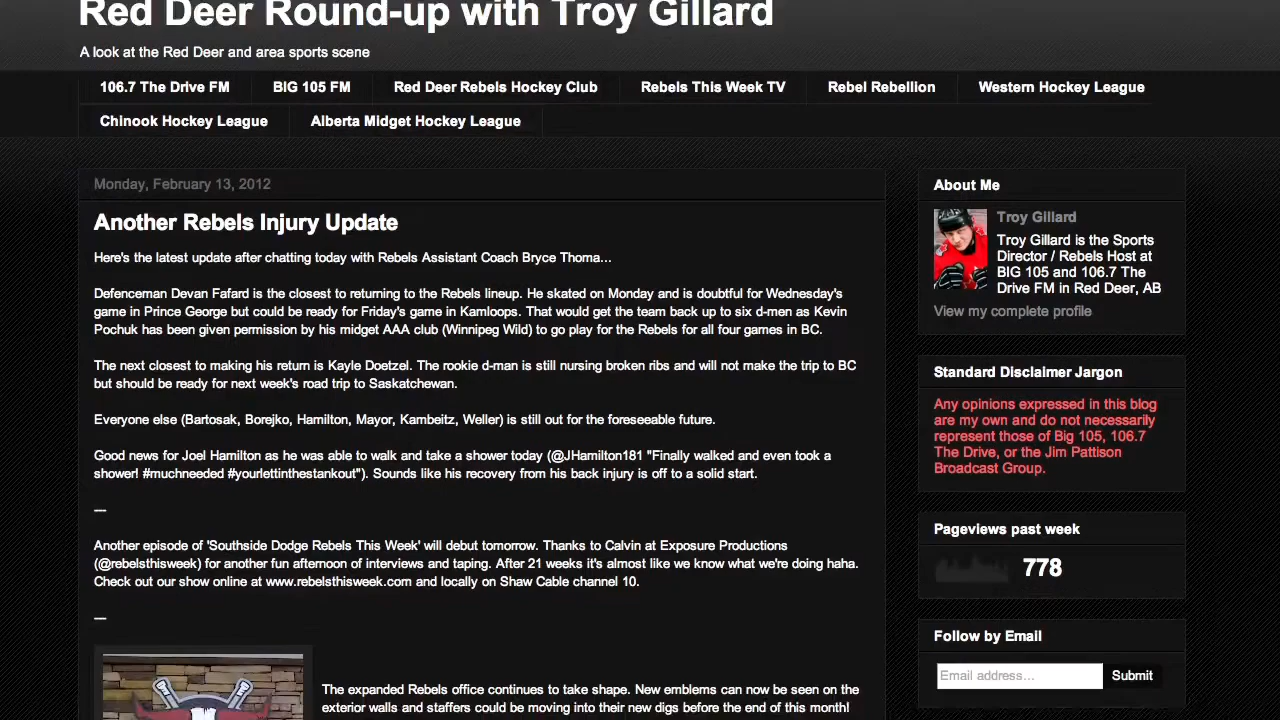 Red Deer Round-up with Troy Gillard
A look at the Red Deer and area sports scene
106.7 The Drive FM
BIG 105 FM
Red Deer Rebels Hockey Club
Rebels This Week TV
Rebel Rebellion
Western Hockey League
Chinook Hockey League
Alberta Midget Hockey League
Monday, February 13, 2012
Another Rebels Injury Update
Here's the latest update after chatting today with Rebels Assistant Coach Bryce Thoma...
Defenceman Devan Fafard is the closest to returning to the Rebels lineup. He skated on Monday and is doubtful for Wednesday's
game in Prince George but could be ready for Friday's game in Kamloops. That would get the team back up to six d-men as Kevin
Pochuk has been given permission by his midget AAA club (Winnipeg Wild) to go play for the Rebels for all four games in BC.
The next closest to making his return is Kayle Doetzel. The rookie d-man is still nursing broken ribs and will not make the trip to BC
but should be ready for next week's road trip to Saskatchewan.
Everyone else (Bartosak, Borejko, Hamilton, Mayor, Kambeitz, Weller) is still out for the foreseeable future.
Good news for Joel Hamilton as he was able to walk and take a shower today (@JHamilton181 "Finally walked and even took a
shower! #muchneeded #yourlettinthestankout"). Sounds like his recovery from his back injury is off to a solid start.
---
Another episode of 'Southside Dodge Rebels This Week' will debut tomorrow. Thanks to Calvin at Exposure Productions
(@rebelsthisweek) for another fun afternoon of interviews and taping. After 21 weeks it's almost like we know what we're doing haha.
Check out our show online at www.rebelsthisweek.com and locally on Shaw Cable channel 10.
---
The expanded Rebels office continues to take shape. New emblems can now be seen on the
exterior walls and staffers could be moving into their new digs before the end of this month!
About Me
Troy Gillard
Troy Gillard is the Sports
Director / Rebels Host at
BIG 105 and 106.7 The
Drive FM in Red Deer, AB
View my complete profile
Standard Disclaimer Jargon
Any opinions expressed in this blog
are my own and do not necessarily
represent those of Big 105, 106.7
The Drive, or the Jim Pattison
Broadcast Group.
Pageviews past week
778
Follow by Email
Email address...
Submit